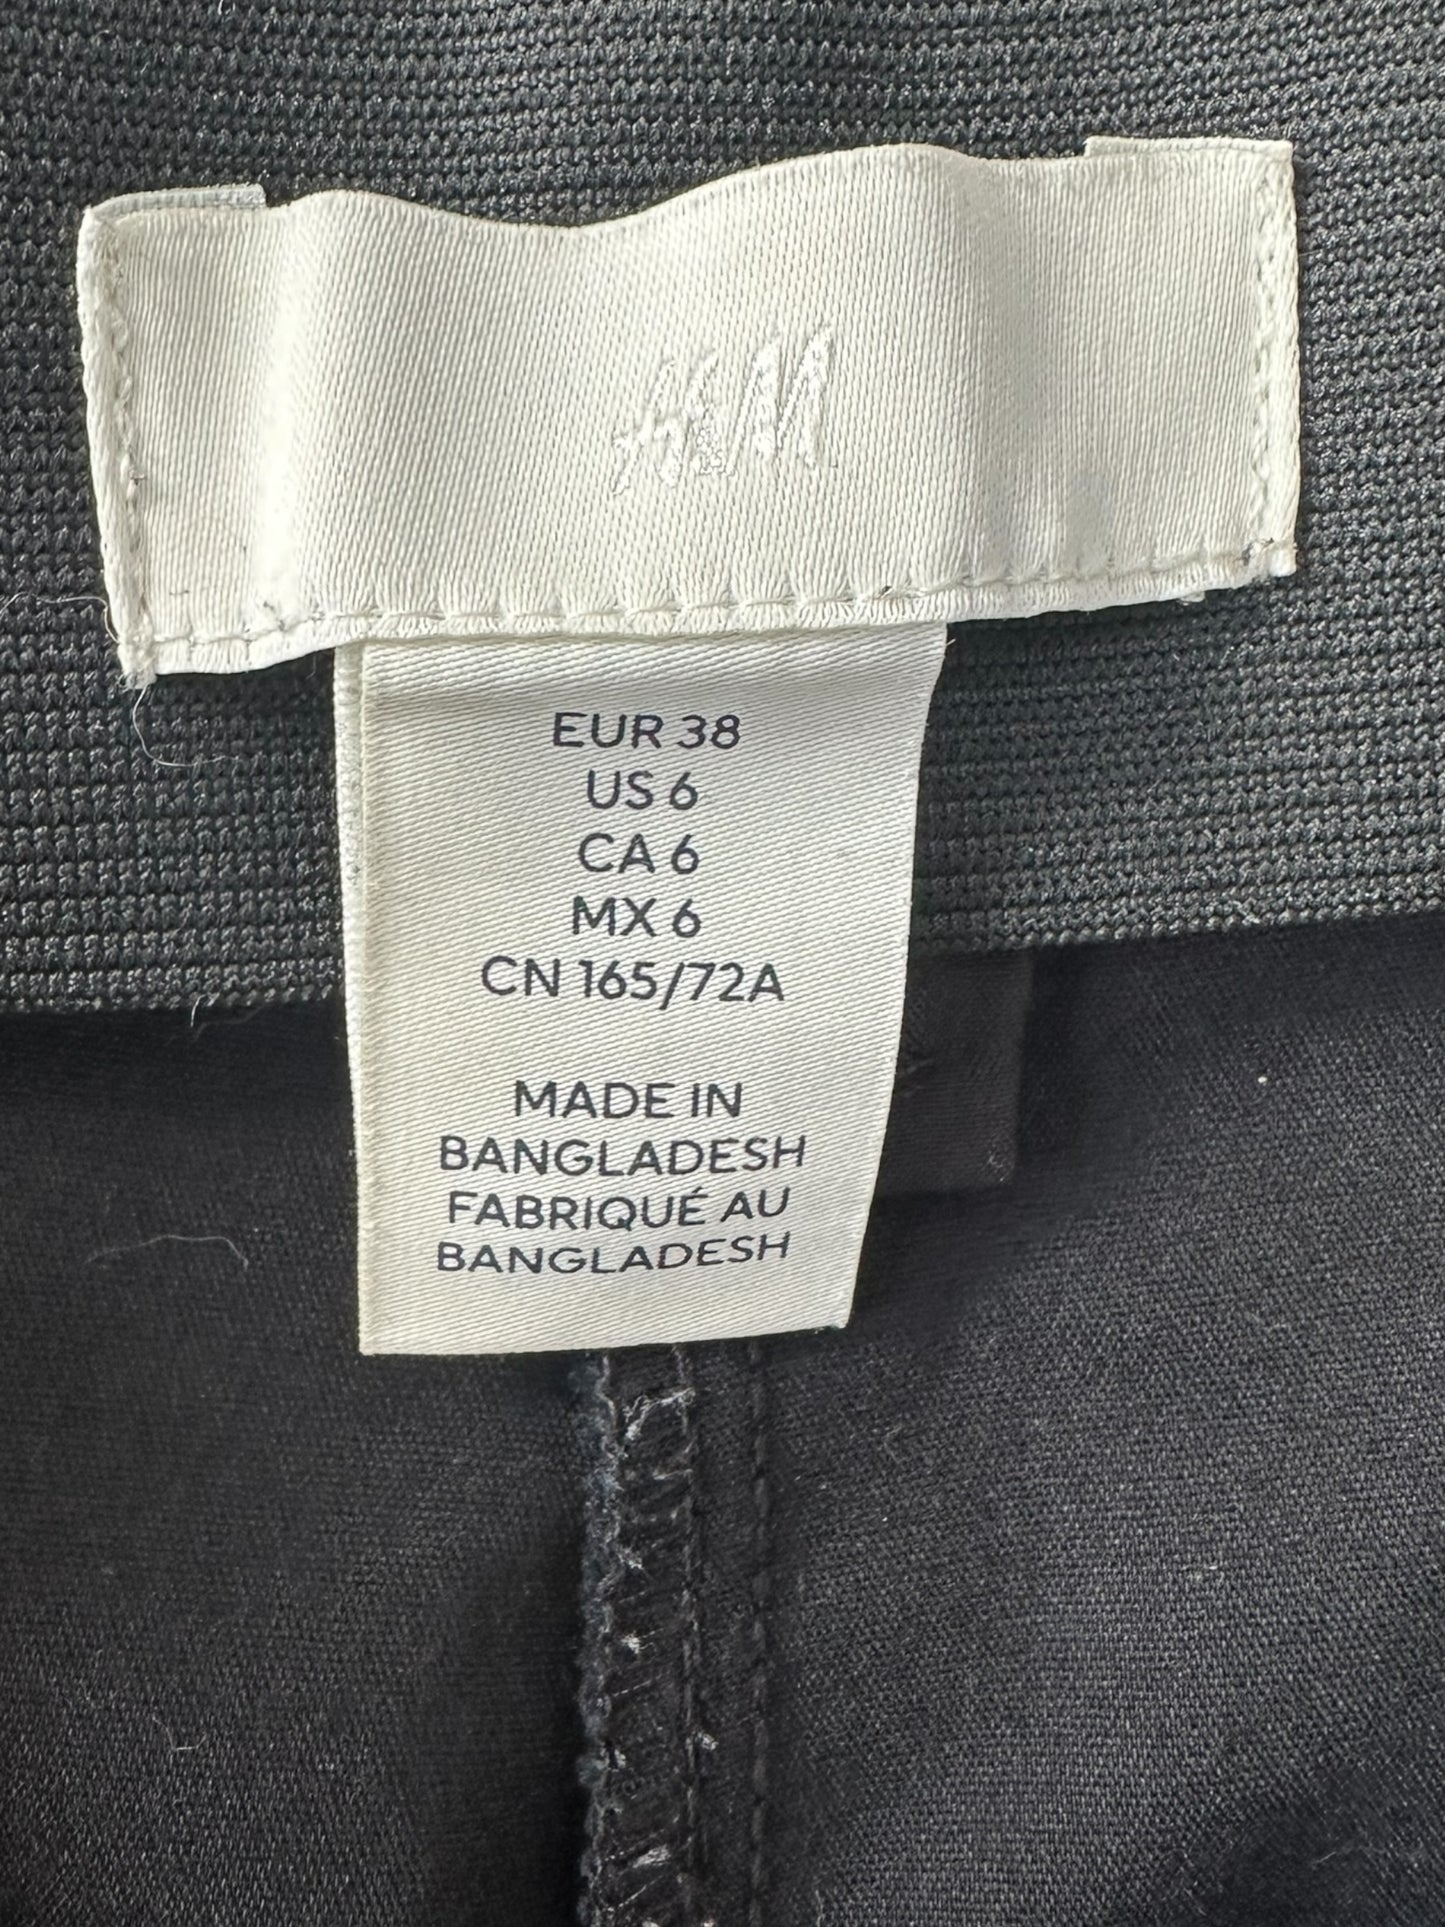 H&M
EUR 38
US 6
CA 6
MX 6
CN 165/72A
MADE IN
BANGLADESH
FABRIQUÉ AU
BANGLADESH